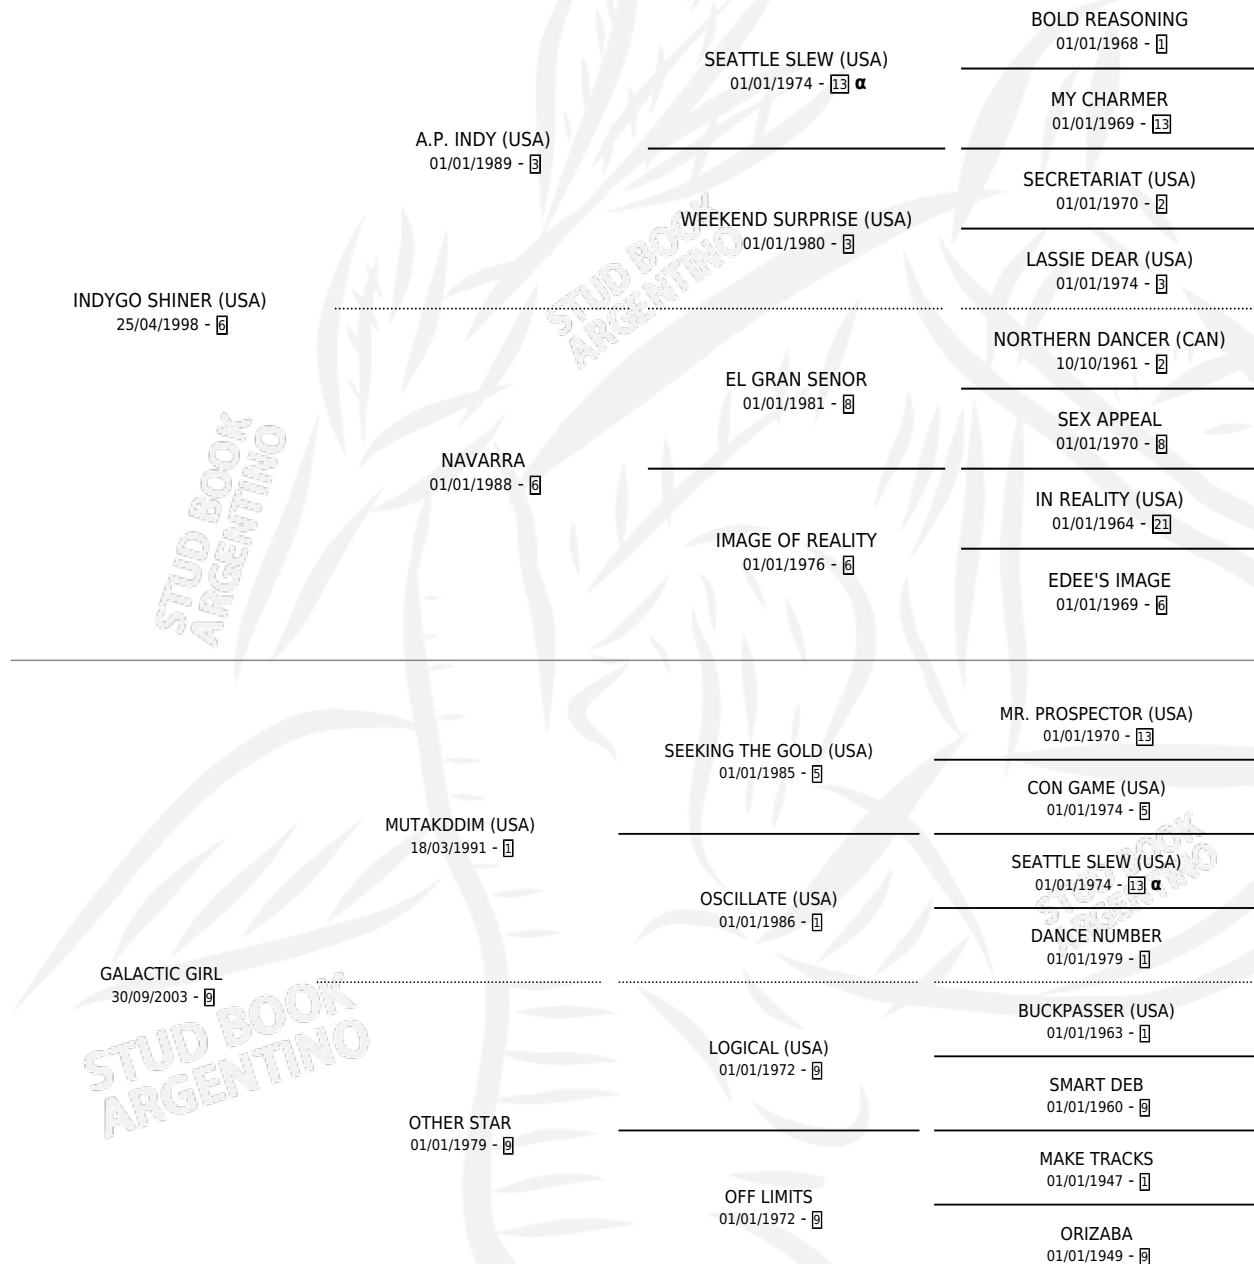 BOLD REASONING
01/01/1968 - 1
SEATTLE SLEW (USA)
01/01/1974 - 13 α
MY CHARMER
01/01/1969 - 13
A.P. INDY (USA)
01/01/1989 - 3
SECRETARIAT (USA)
01/01/1970 - 2
WEEKEND SURPRISE (USA)
01/01/1980 - 3
LASSIE DEAR (USA)
01/01/1974 - 3
INDYGO SHINER (USA)
25/04/1998 - 6
NORTHERN DANCER (CAN)
10/10/1961 - 2
EL GRAN SENOR
01/01/1981 - 8
SEX APPEAL
01/01/1970 - 8
NAVARRA
01/01/1988 - 6
IN REALITY (USA)
01/01/1964 - 21
IMAGE OF REALITY
01/01/1976 - 6
EDEE'S IMAGE
01/01/1969 - 6
MR. PROSPECTOR (USA)
01/01/1970 - 13
SEEKING THE GOLD (USA)
01/01/1985 - 5
CON GAME (USA)
01/01/1974 - 5
MUTAKDDIM (USA)
18/03/1991 - 1
SEATTLE SLEW (USA)
01/01/1974 - 13 α
OSCILLATE (USA)
01/01/1986 - 1
DANCE NUMBER
01/01/1979 - 1
GALACTIC GIRL
30/09/2003 - 9
BUCKPASSER (USA)
01/01/1963 - 1
LOGICAL (USA)
01/01/1972 - 9
SMART DEB
01/01/1960 - 9
OTHER STAR
01/01/1979 - 9
MAKE TRACKS
01/01/1947 - 1
OFF LIMITS
01/01/1972 - 9
ORIZABA
01/01/1949 - 9
STUD BOOK
ARGENTINO
STUD BOOK
ARGENTINO
STUD BOOK
ARGENTINO
STUD BOOK
ARGENTINO